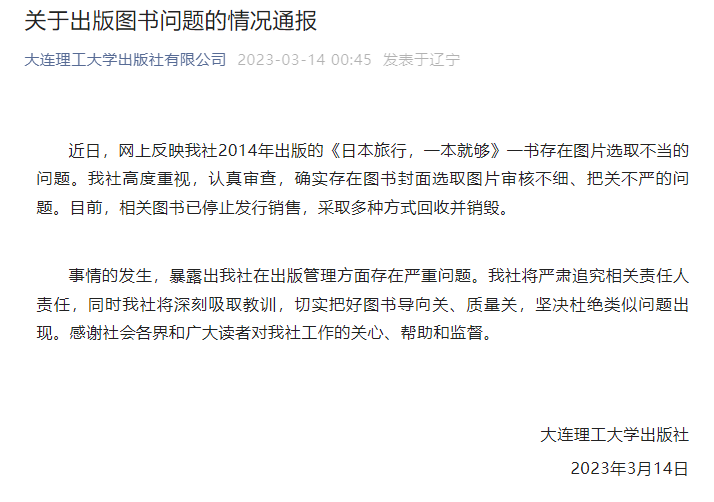 关于出版图书问题的情况通报
大连理工大学出版社有限公司 2023-03-14 00:45 发表于辽宁
近日，网上反映我社2014年出版的《日本旅行，一本就够》一书存在图片选取不当的
问题。我社高度重视，认真审查，确实存在图书封面选取图片审核不细、把关不严的问
题。目前，相关图书已停止发行销售，采取多种方式回收并销毁。
事情的发生，暴露出我社在出版管理方面存在严重问题。我社将严肃追究相关责任人
责任，同时我社将深刻吸取教训，切实把好图书导向关、质量关，坚决杜绝类似问题出
现。感谢社会各界和广大读者对我社工作的关心、帮助和监督。
大连理工大学出版社
2023年3月14日